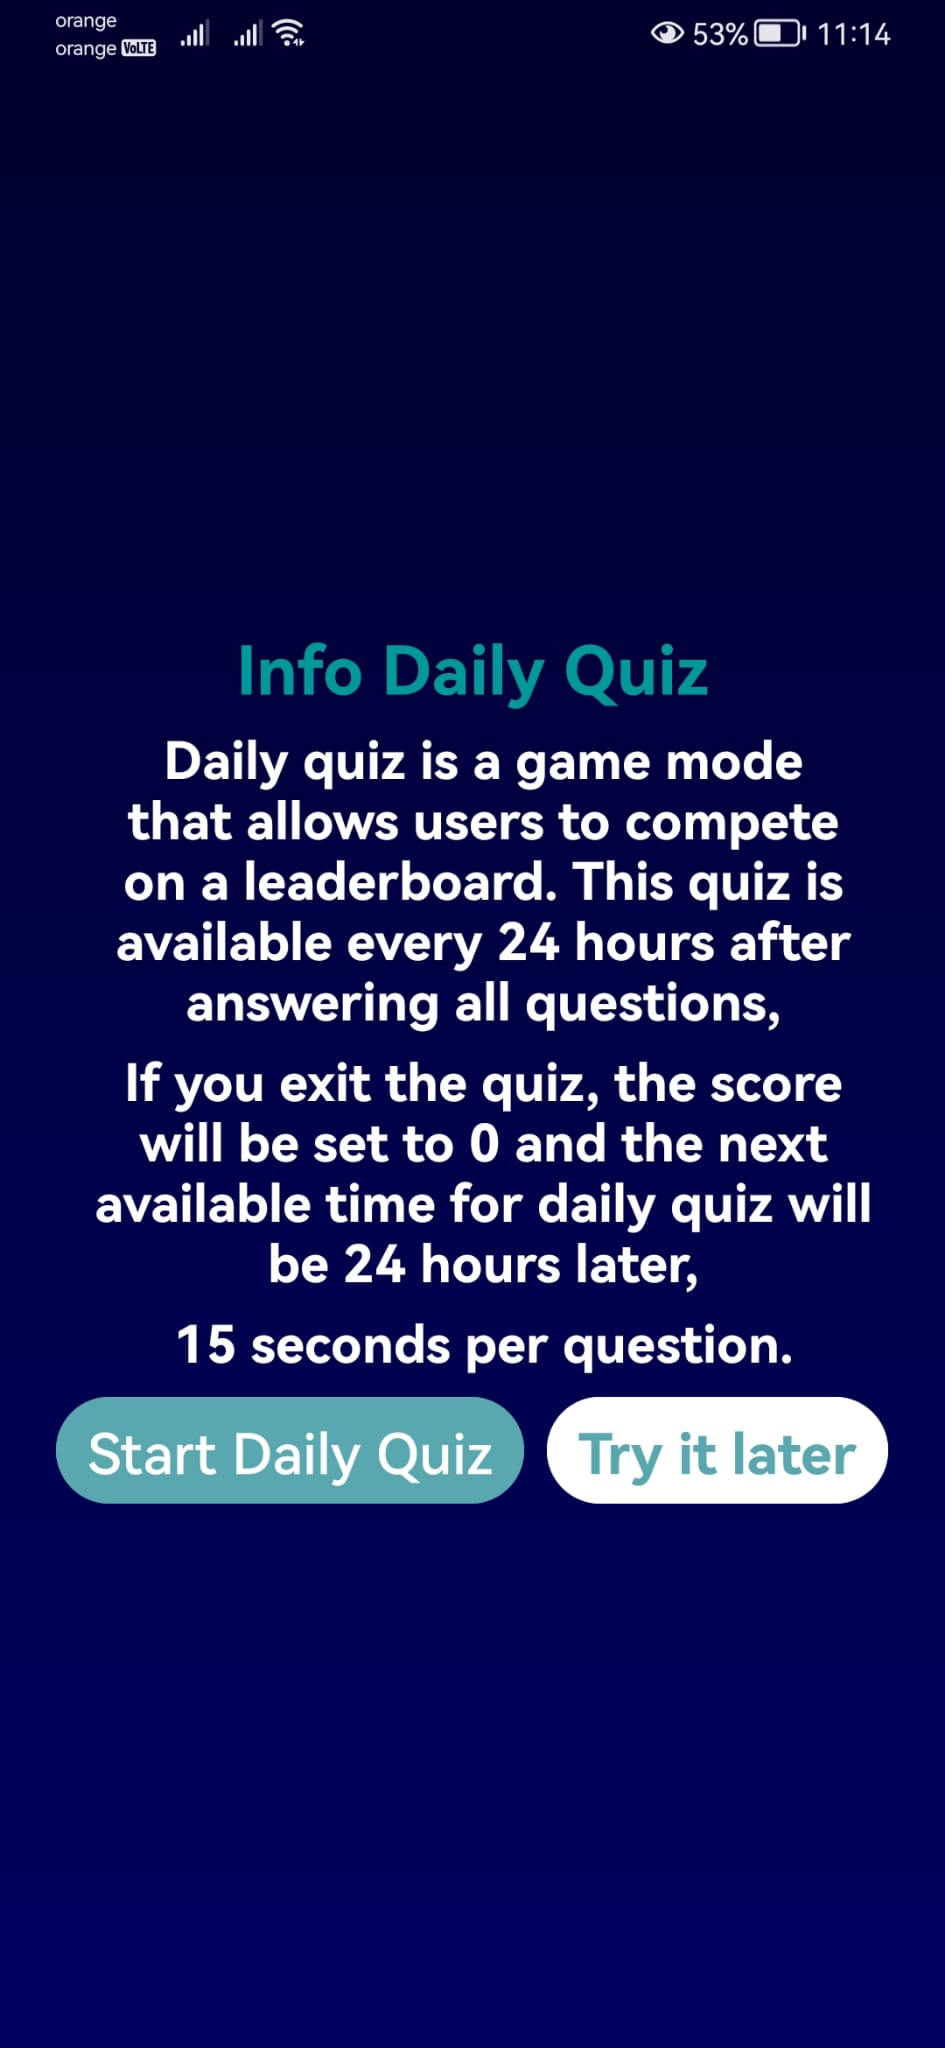 orange
orange VoLTE
53% 11:14
Info Daily Quiz
Daily quiz is a game mode
that allows users to compete
on a leaderboard. This quiz is
available every 24 hours after
answering all questions,
If you exit the quiz, the score
will be set to 0 and the next
available time for daily quiz will
be 24 hours later,
15 seconds per question.
Start Daily Quiz
Try it later